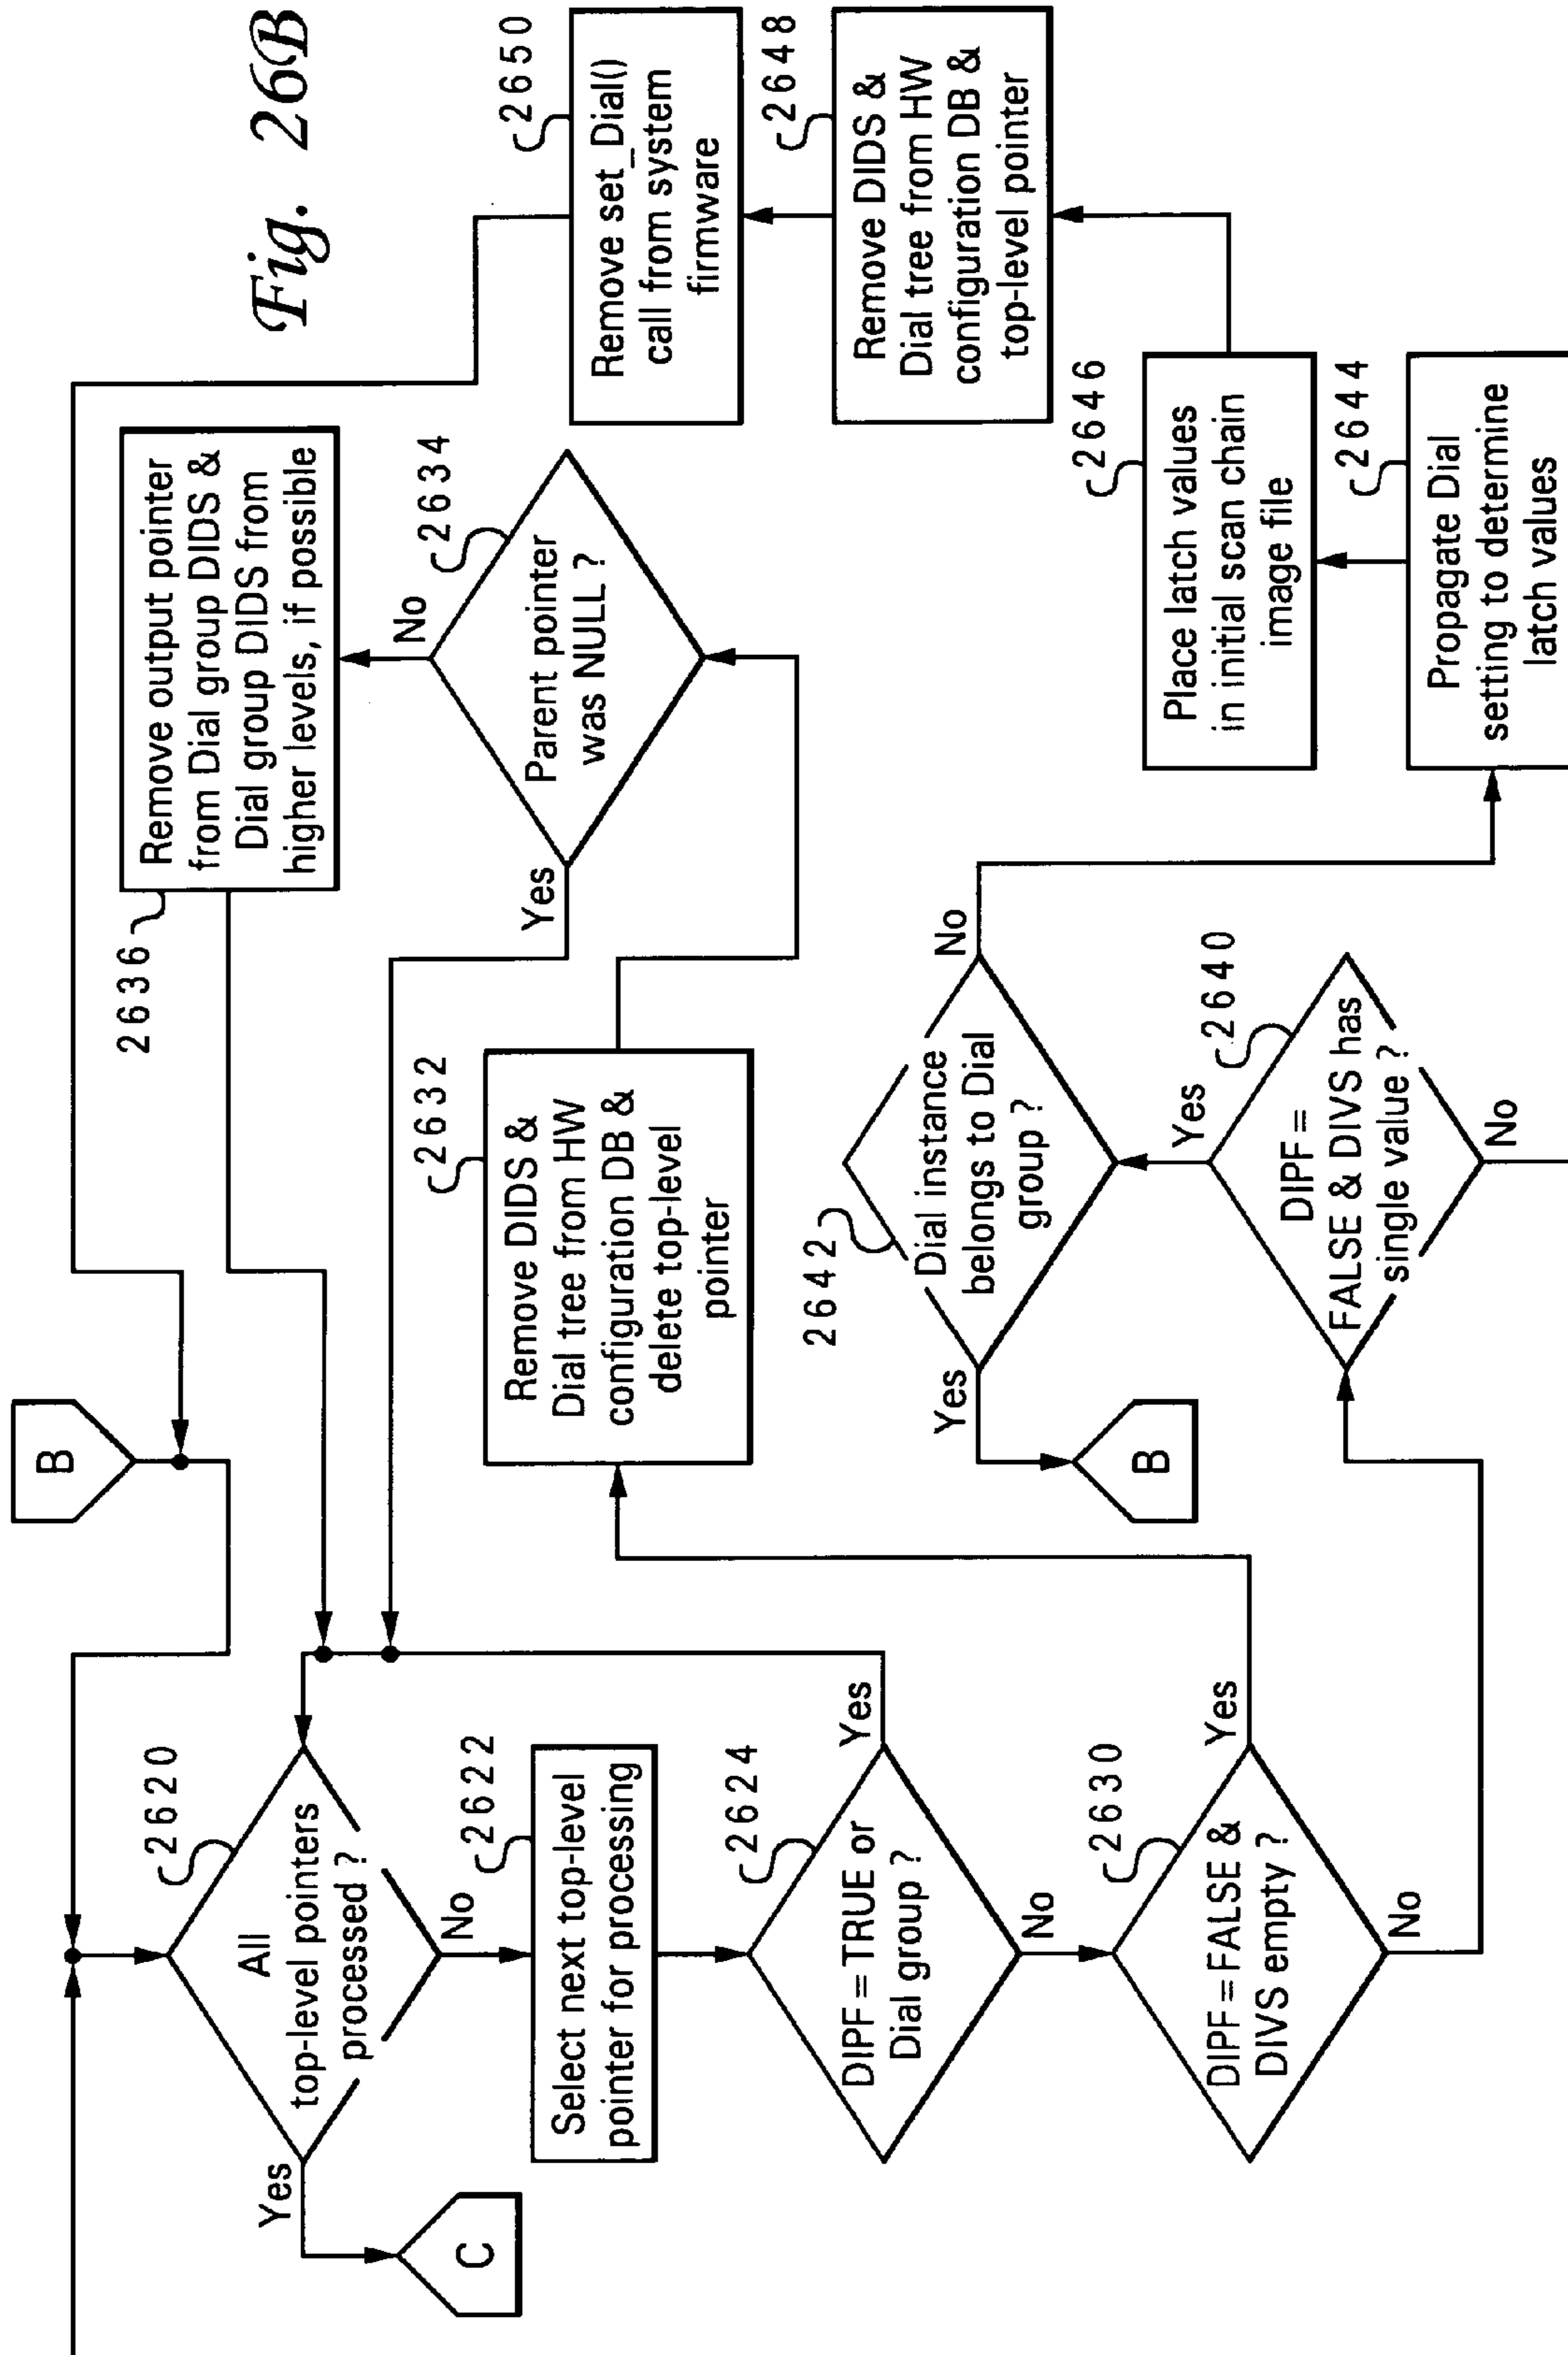 Fig. 26B
B
All
top-level pointers
processed ?
2620
Yes
C
No
Select next top-level
pointer for processing
2622
DIPF = TRUE or
Dial group ?
2624
Yes
No
DIPF = FALSE &
DIVS empty ?
2630
Yes
No
Remove DIDS &
Dial tree from HW
configuration DB &
delete top-level
pointer
2632
Parent pointer
was NULL ?
2634
Yes
No
Remove output pointer
from Dial group DIDS &
Dial group DIDS from
higher levels, if possible
2636
DIPF =
FALSE & DIVS has
single value ?
2640
Yes
No
Dial instance
belongs to Dial
group ?
2642
Yes
B
No
Propagate Dial
setting to determine
latch values
2644
Place latch values
in initial scan chain
image file
2646
Remove DIDS &
Dial tree from HW
configuration DB &
top-level pointer
2648
Remove set_Dial()
call from system
firmware
2650